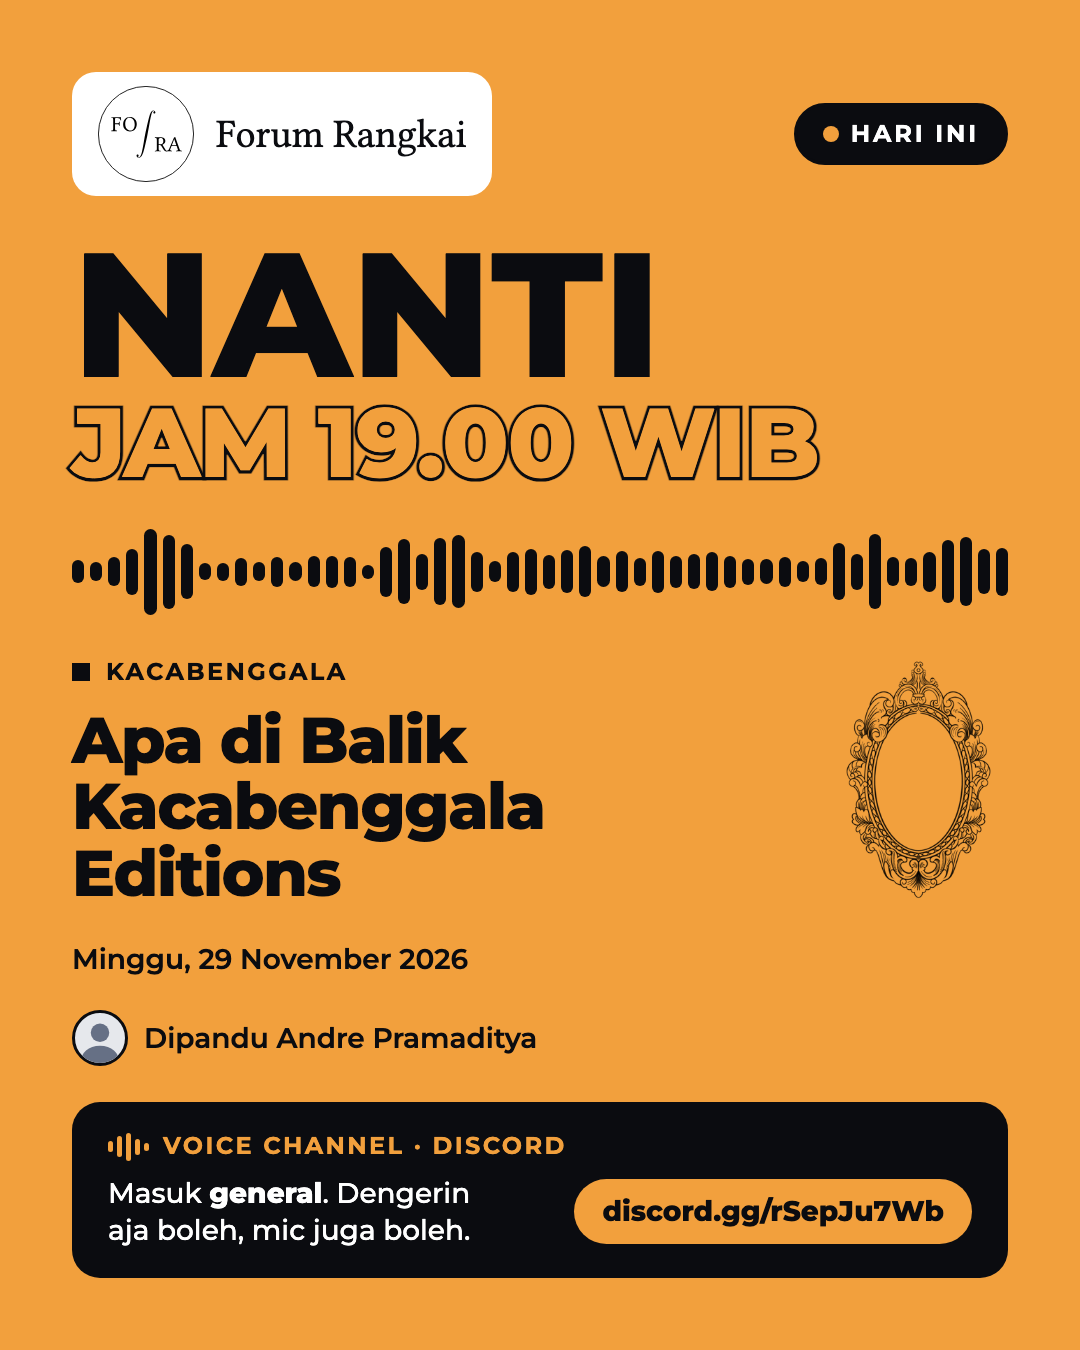 FO RA
Forum Rangkai
HARI INI
NANTI
JAM 19.00 WIB
KACABENGGALA
Apa di Balik
Kacabenggala
Editions
Minggu, 29 November 2026
Dipandu Andre Pramaditya
VOICE CHANNEL · DISCORD
Masuk general. Dengerin
aja boleh, mic juga boleh.
discord.gg/rSepJu7Wb